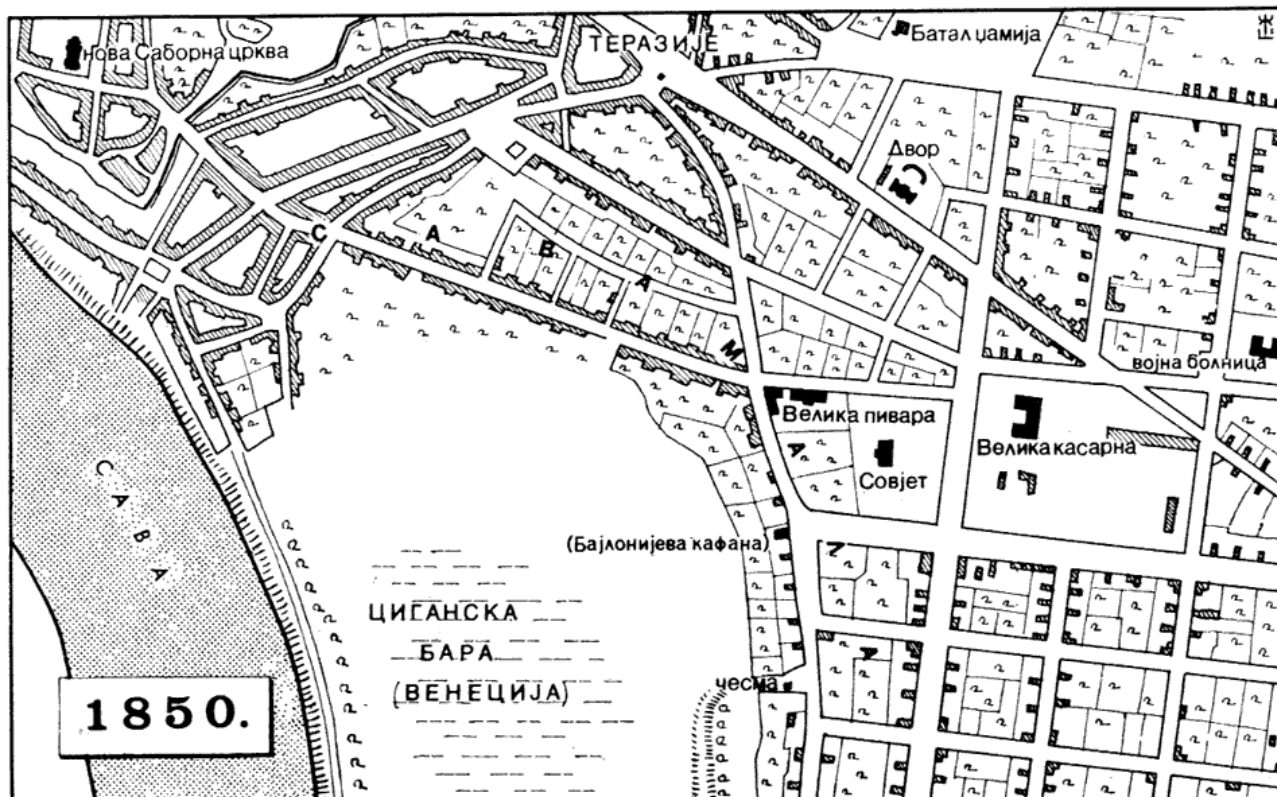 нова Саборна црква
ТЕРАЗИЈЕ
Батал џамија
Двор
С А В А М А Л А
војна болница
Велика пивара
Велика касарна
Совјет
САВА
(Бајлонијева кафана)
ЦИГАНСКА
БАРА
(ВЕНЕЦИЈА)
чесма
1850.